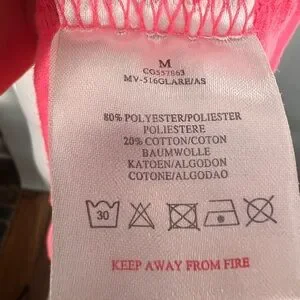 M
CG557863
MV-516GLARE/AS
80% POLYESTER/POLIESTER
POLIESTERE
20% COTTON/COTON
BAUMWOLLE
KATOEN/ALGODON
COTONE/ALGODAO
30
KEEP AWAY FROM FIRE